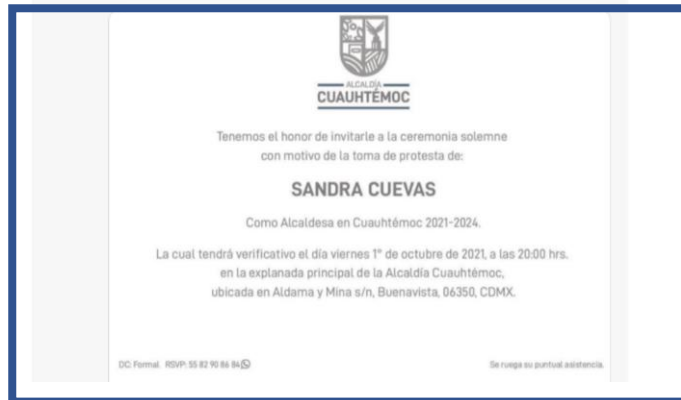 ALCALDÍA
CUAUHTÉMOC
Tenemos el honor de invitarle a la ceremonia solemne
con motivo de la toma de protesta de:
SANDRA CUEVAS
Como Alcaldesa en Cuauhtémoc 2021-2024.
La cual tendrá verificativo el día viernes 1° de octubre de 2021, a las 20:00 hrs.
en la explanada principal de la Alcaldía Cuauhtémoc,
ubicada en Aldama y Mina s/n, Buenavista, 06350, CDMX.
DC: Formal. RSVP: 55 82 90 86 84
Se ruega su puntual asistencia.